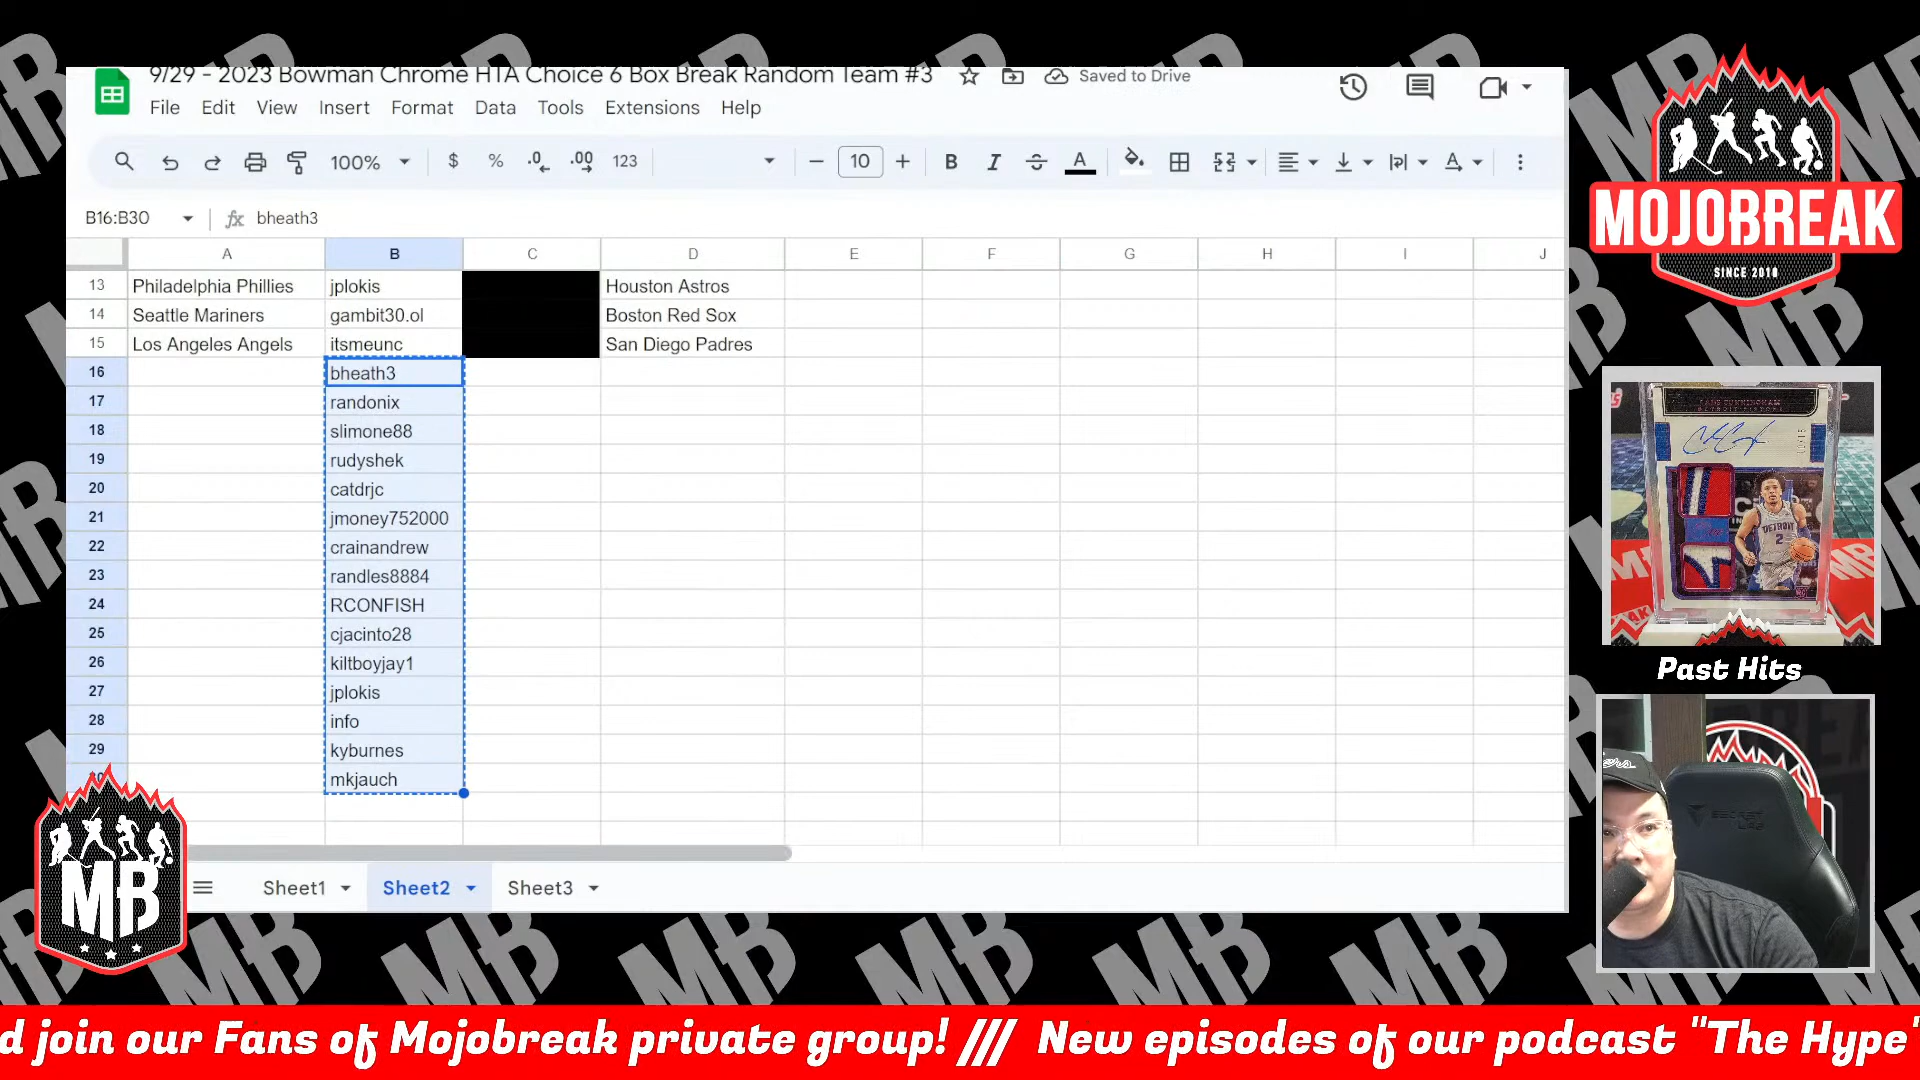 9/29 - 2023 Bowman Chrome HTA Choice 6 Box Break Random Team #3
Saved to Drive
File Edit View Insert Format Data Tools Extensions Help
100% $ % .0 .00 123 10 B I A A
B16:B30 fx bheath3
A B C D E F G H I J
13 Philadelphia Phillies jplokis Houston Astros
14 Seattle Mariners gambit30.ol Boston Red Sox
15 Los Angeles Angels itsmeunc San Diego Padres
16 bheath3
17 randonix
18 slimone88
19 rudyshek
20 catdrjc
21 jmoney752000
22 crainandrew
23 randles8884
24 RCONFISH
25 cjacinto28
26 kiltboyjay1
27 jplokis
28 info
29 kyburnes
mkjauch
Sheet1 Sheet2 Sheet3
MB
MOJOBREAK
SINCE 2010
DETROIT
2
Past Hits
d join our Fans of Mojobreak private group! /// New episodes of our podcast "The Hype"